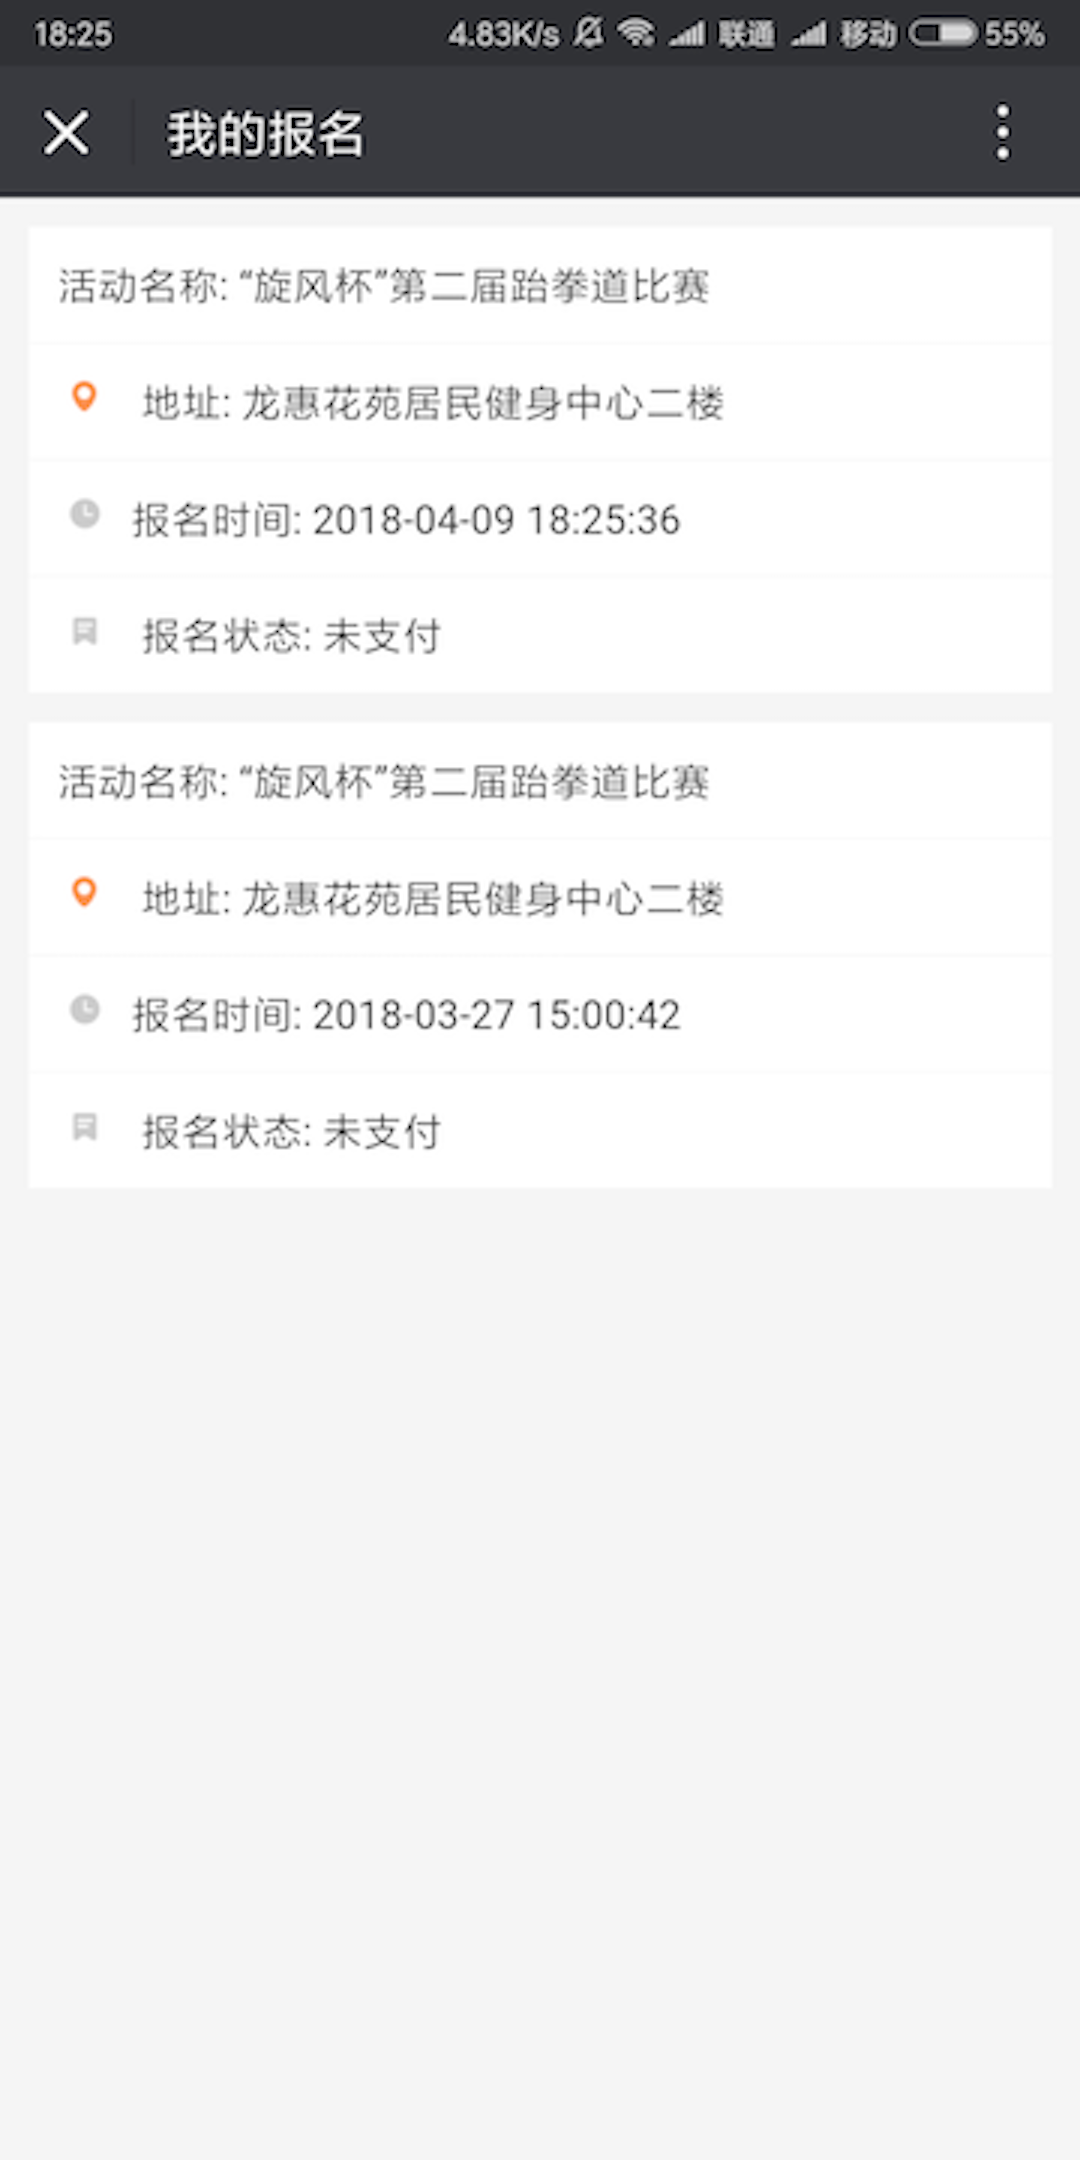 18:25 4.83K/s 联通 移动 55%
我的报名
活动名称: “旋风杯”第二届跆拳道比赛
地址: 龙惠花苑居民健身中心二楼
报名时间: 2018-04-09 18:25:36
报名状态: 未支付
活动名称: “旋风杯”第二届跆拳道比赛
地址: 龙惠花苑居民健身中心二楼
报名时间: 2018-03-27 15:00:42
报名状态: 未支付